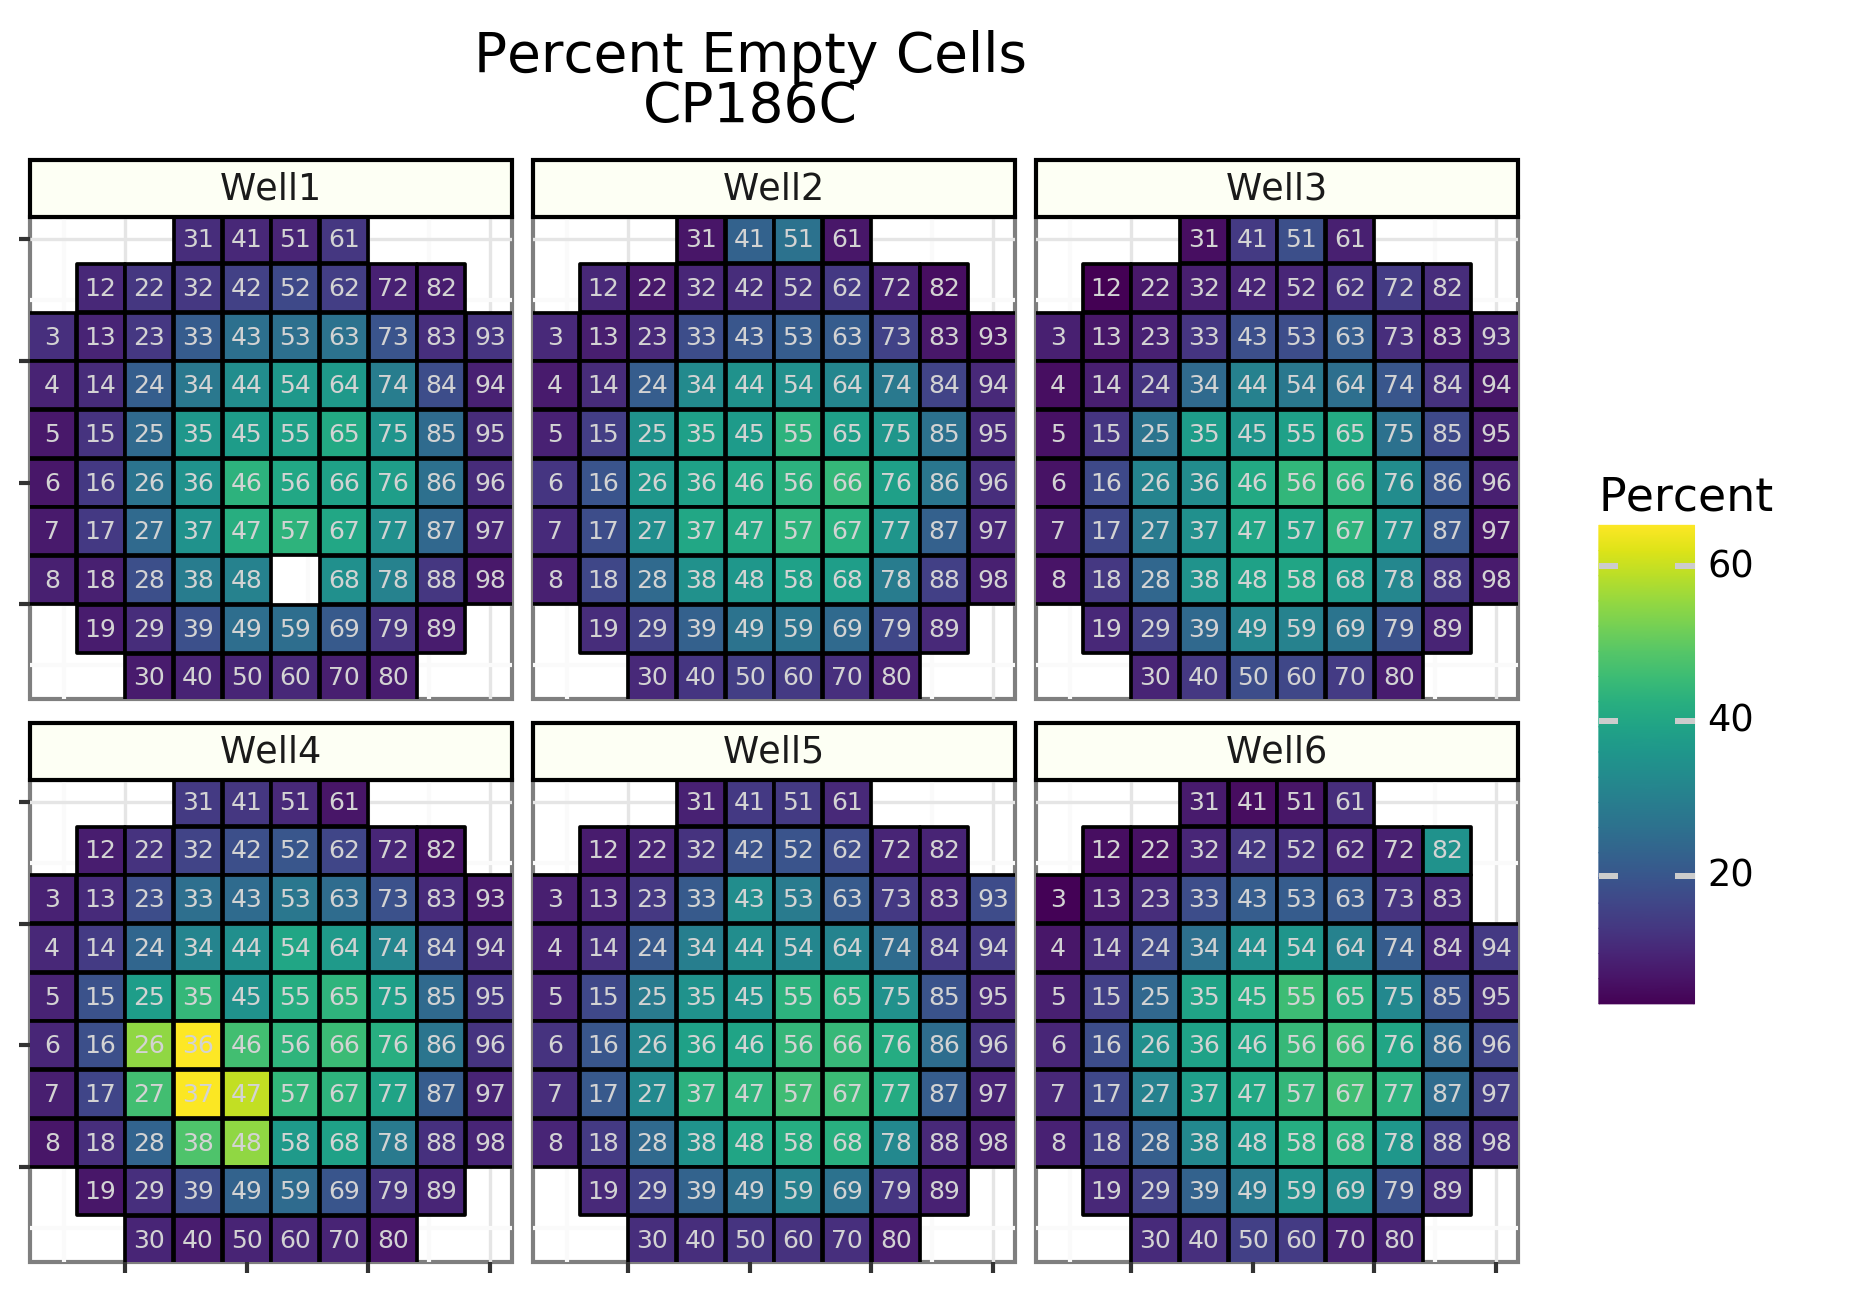 Percent Empty Cells
CP186C
Well1 Well2 Well3
31 41 51 61 31 41 51 61 31 41 51 61
12 22 32 42 52 62 72 82 12 22 32 42 52 62 72 82 12 22 32 42 52 62 72 82
3 13 23 33 43 53 63 73 83 93 3 13 23 33 43 53 63 73 83 93 3 13 23 33 43 53 63 73 83 93
4 14 24 34 44 54 64 74 84 94 4 14 24 34 44 54 64 74 84 94 4 14 24 34 44 54 64 74 84 94
5 15 25 35 45 55 65 75 85 95 5 15 25 35 45 55 65 75 85 95 5 15 25 35 45 55 65 75 85 95
6 16 26 36 46 56 66 76 86 96 6 16 26 36 46 56 66 76 86 96 6 16 26 36 46 56 66 76 86 96
7 17 27 37 47 57 67 77 87 97 7 17 27 37 47 57 67 77 87 97 7 17 27 37 47 57 67 77 87 97
8 18 28 38 48 68 78 88 98 8 18 28 38 48 58 68 78 88 98 8 18 28 38 48 58 68 78 88 98
19 29 39 49 59 69 79 89 19 29 39 49 59 69 79 89 19 29 39 49 59 69 79 89
30 40 50 60 70 80 30 40 50 60 70 80 30 40 50 60 70 80
Well4 Well5 Well6
31 41 51 61 31 41 51 61 31 41 51 61
12 22 32 42 52 62 72 82 12 22 32 42 52 62 72 82 12 22 32 42 52 62 72 82
3 13 23 33 43 53 63 73 83 93 3 13 23 33 43 53 63 73 83 93 3 13 23 33 43 53 63 73 83
4 14 24 34 44 54 64 74 84 94 4 14 24 34 44 54 64 74 84 94 4 14 24 34 44 54 64 74 84 94
5 15 25 35 45 55 65 75 85 95 5 15 25 35 45 55 65 75 85 95 5 15 25 35 45 55 65 75 85 95
6 16 26 36 46 56 66 76 86 96 6 16 26 36 46 56 66 76 86 96 6 16 26 36 46 56 66 76 86 96
7 17 27 37 47 57 67 77 87 97 7 17 27 37 47 57 67 77 87 97 7 17 27 37 47 57 67 77 87 97
8 18 28 38 48 58 68 78 88 98 8 18 28 38 48 58 68 78 88 98 8 18 28 38 48 58 68 78 88 98
19 29 39 49 59 69 79 89 19 29 39 49 59 69 79 89 19 29 39 49 59 69 79 89
30 40 50 60 70 80 30 40 50 60 70 80 30 40 50 60 70 80
Percent
60
40
20